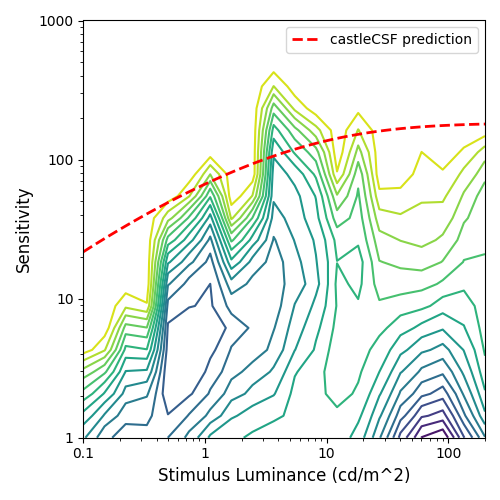 1000
castleCSF prediction
100
Sensitivity
10
1
0.1 1 10 100
Stimulus Luminance (cd/m^2)